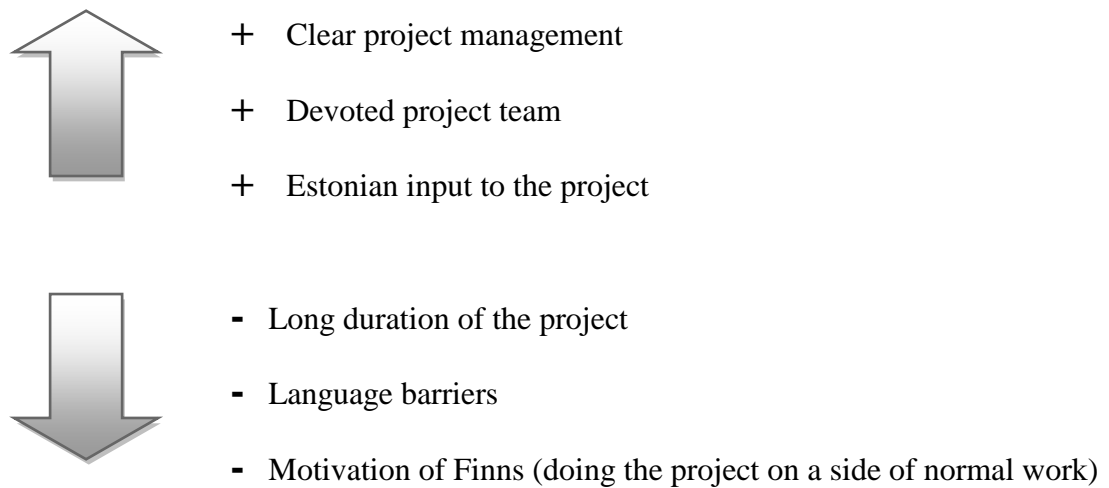 + Clear project management
+ Devoted project team
+ Estonian input to the project
- Long duration of the project
- Language barriers
- Motivation of Finns (doing the project on a side of normal work)